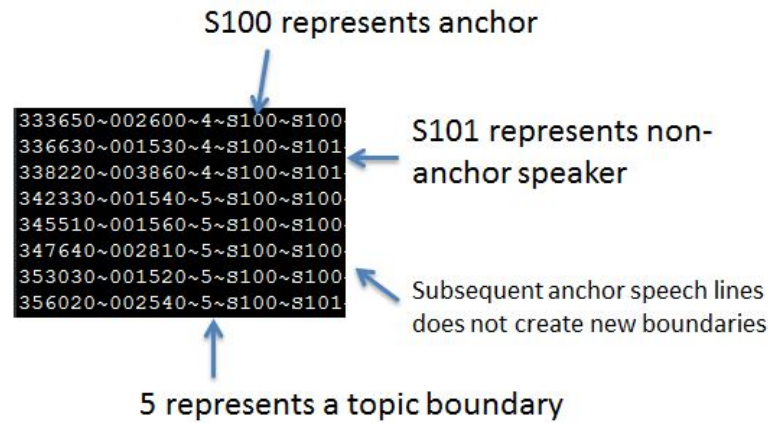 S100 represents anchor
333650~002600~4~S100~S100-
336630~001530~4~S100~S101-
338220~003860~4~S100~S101-
342330~001540~5~S100~S100-
345510~001560~5~S100~S100-
347640~002810~5~S100~S100-
353030~001520~5~S100~S100-
356020~002540~5~S100~S101-
S101 represents non-
anchor speaker
Subsequent anchor speech lines
does not create new boundaries
5 represents a topic boundary